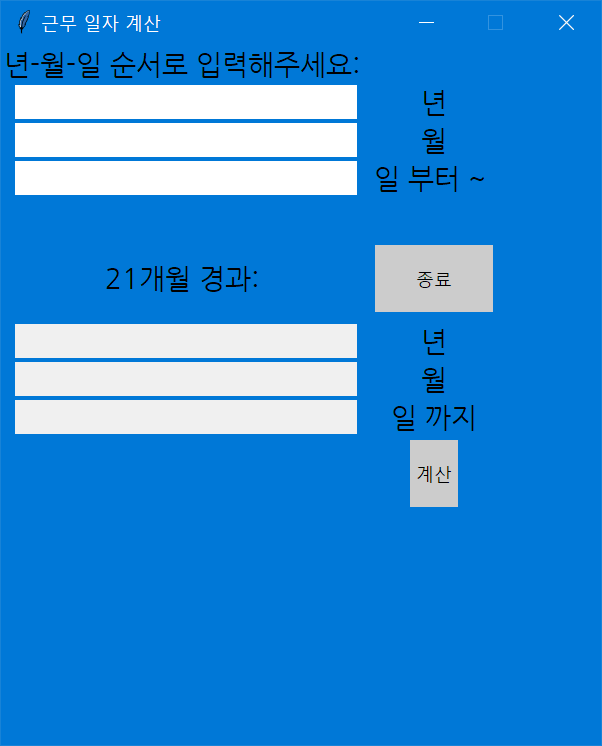 근무 일자 계산
년-월-일 순서로 입력해주세요:
년
월
일 부터 ~
21개월 경과:
종료
년
월
일 까지
계산